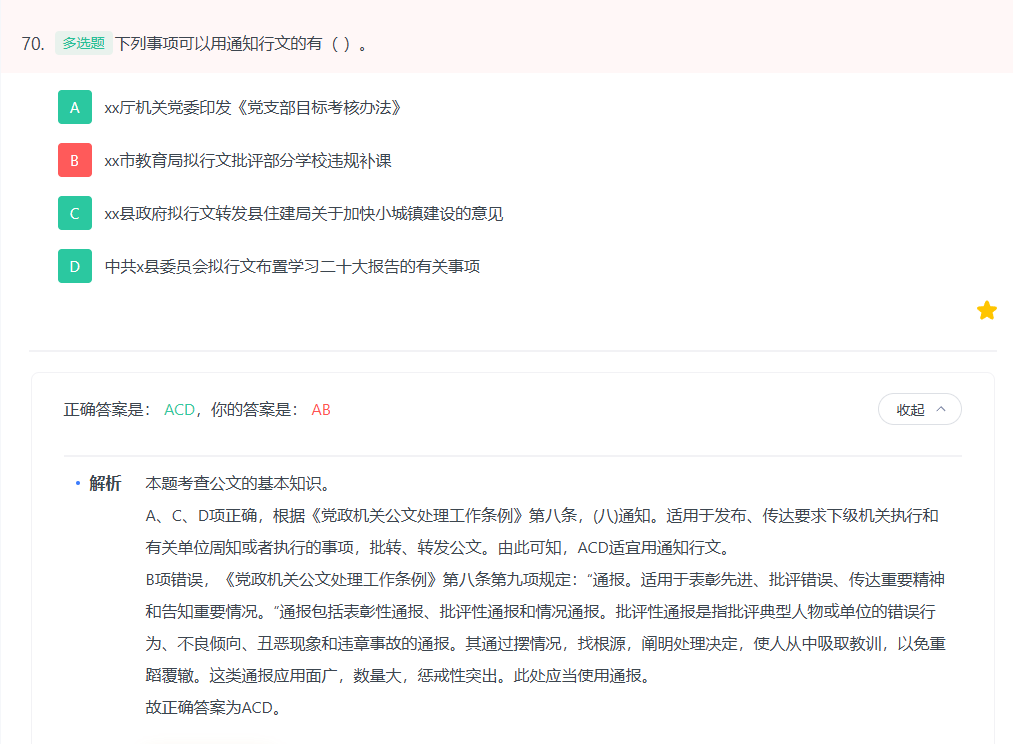 70. 多选题 下列事项可以用通知行文的有（ ）。
A xx厅机关党委印发《党支部目标考核办法》
B xx市教育局拟行文批评部分学校违规补课
C xx县政府拟行文转发县住建局关于加快小城镇建设的意见
D 中共x县委员会拟行文布置学习二十大报告的有关事项
正确答案是： ACD，你的答案是： AB
收起
解析 本题考查公文的基本知识。
A、C、D项正确，根据《党政机关公文处理工作条例》第八条，(八)通知。适用于发布、传达要求下级机关执行和
有关单位周知或者执行的事项，批转、转发公文。由此可知，ACD适宜用通知行文。
B项错误，《党政机关公文处理工作条例》第八条第九项规定：“通报。适用于表彰先进、批评错误、传达重要精神
和告知重要情况。”通报包括表彰性通报、批评性通报和情况通报。批评性通报是指批评典型人物或单位的错误行
为、不良倾向、丑恶现象和违章事故的通报。其通过摆情况，找根源，阐明处理决定，使人从中吸取教训，以免重
蹈覆辙。这类通报应用面广，数量大，惩戒性突出。此处应当使用通报。
故正确答案为ACD。